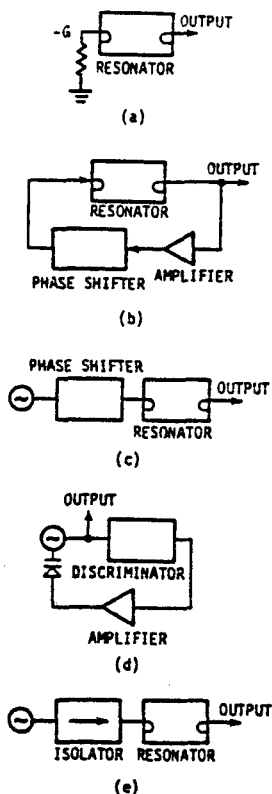 -G
OUTPUT
RESONATOR
(a)
OUTPUT
RESONATOR
PHASE SHIFTER
AMPLIFIER
(b)
PHASE SHIFTER
OUTPUT
RESONATOR
(c)
OUTPUT
DISCRIMINATOR
AMPLIFIER
(d)
OUTPUT
ISOLATOR
RESONATOR
(e)